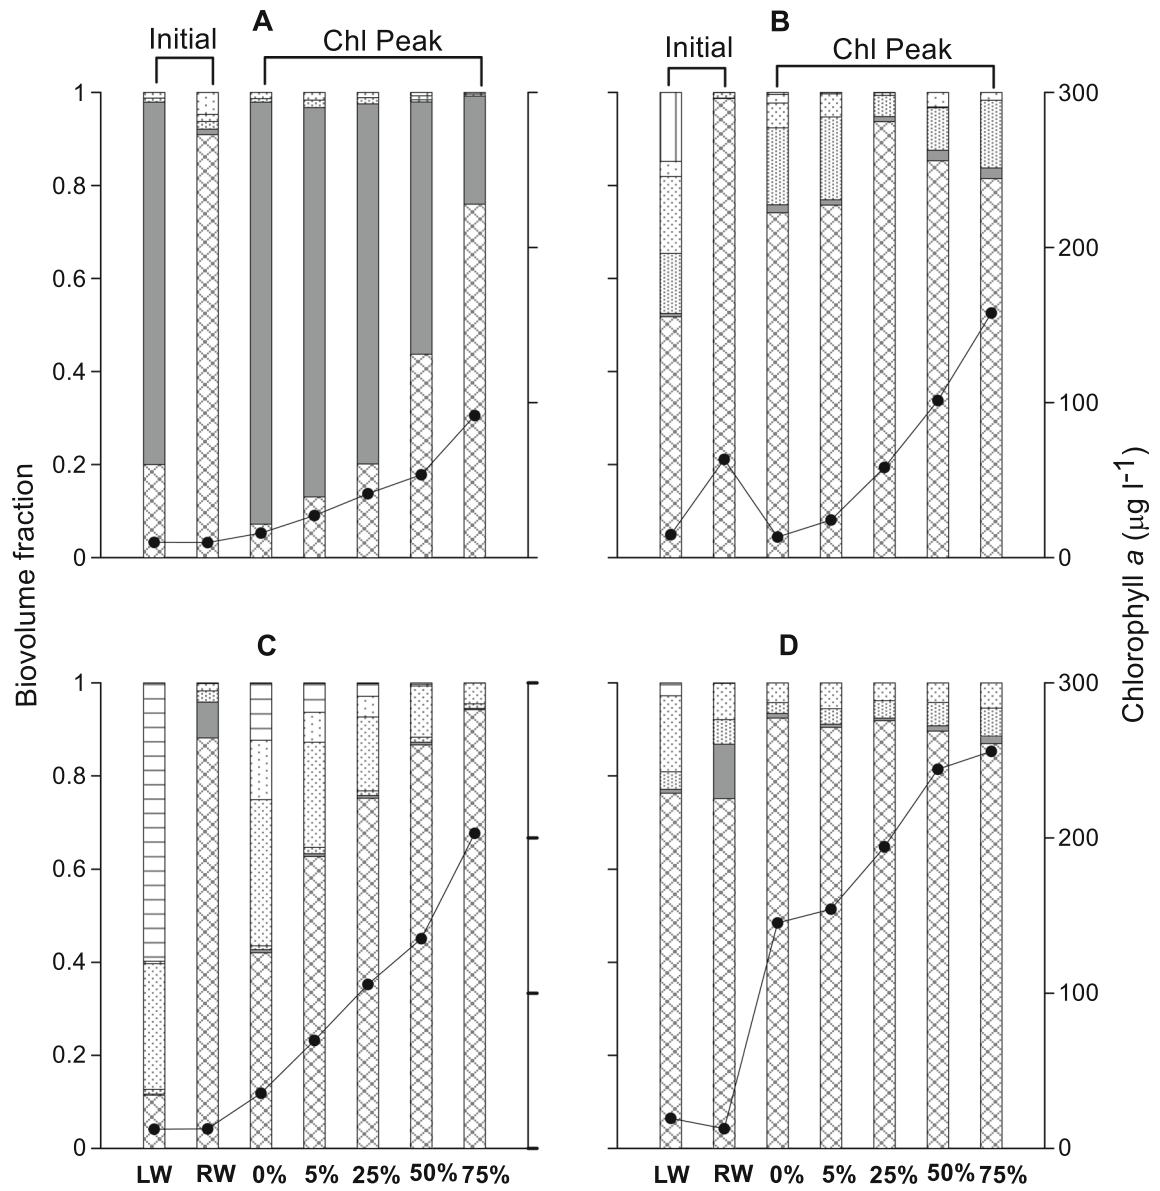 A
B
Initial
Chl Peak
Initial
Chl Peak
1
0.8
0.6
0.4
0.2
0
300
200
100
0
Biovolume fraction
Chlorophyll a (µg l-1)
C
D
1
0.8
0.6
0.4
0.2
0
300
200
100
0
LW RW 0% 5% 25% 50% 75%
LW RW 0% 5% 25% 50% 75%